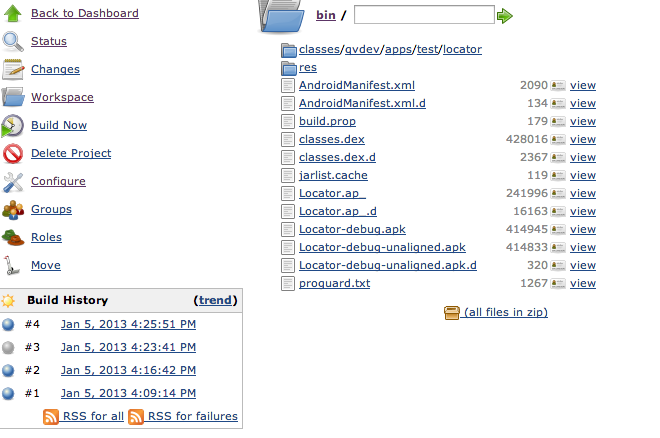 Back to Dashboard
Status
Changes
Workspace
Build Now
Delete Project
Configure
Groups
Roles
Move
Build History (trend)
#4 Jan 5, 2013 4:25:51 PM
#3 Jan 5, 2013 4:23:41 PM
#2 Jan 5, 2013 4:16:42 PM
#1 Jan 5, 2013 4:09:14 PM
RSS for all RSS for failures
bin /
classes/qvdev/apps/test/locator
res
AndroidManifest.xml 2090 view
AndroidManifest.xml.d 134 view
build.prop 179 view
classes.dex 428016 view
classes.dex.d 2367 view
jarlist.cache 119 view
Locator.ap_ 241996 view
Locator.ap_.d 16163 view
Locator-debug.apk 414945 view
Locator-debug-unaligned.apk 414833 view
Locator-debug-unaligned.apk.d 320 view
proguard.txt 1267 view
(all files in zip)